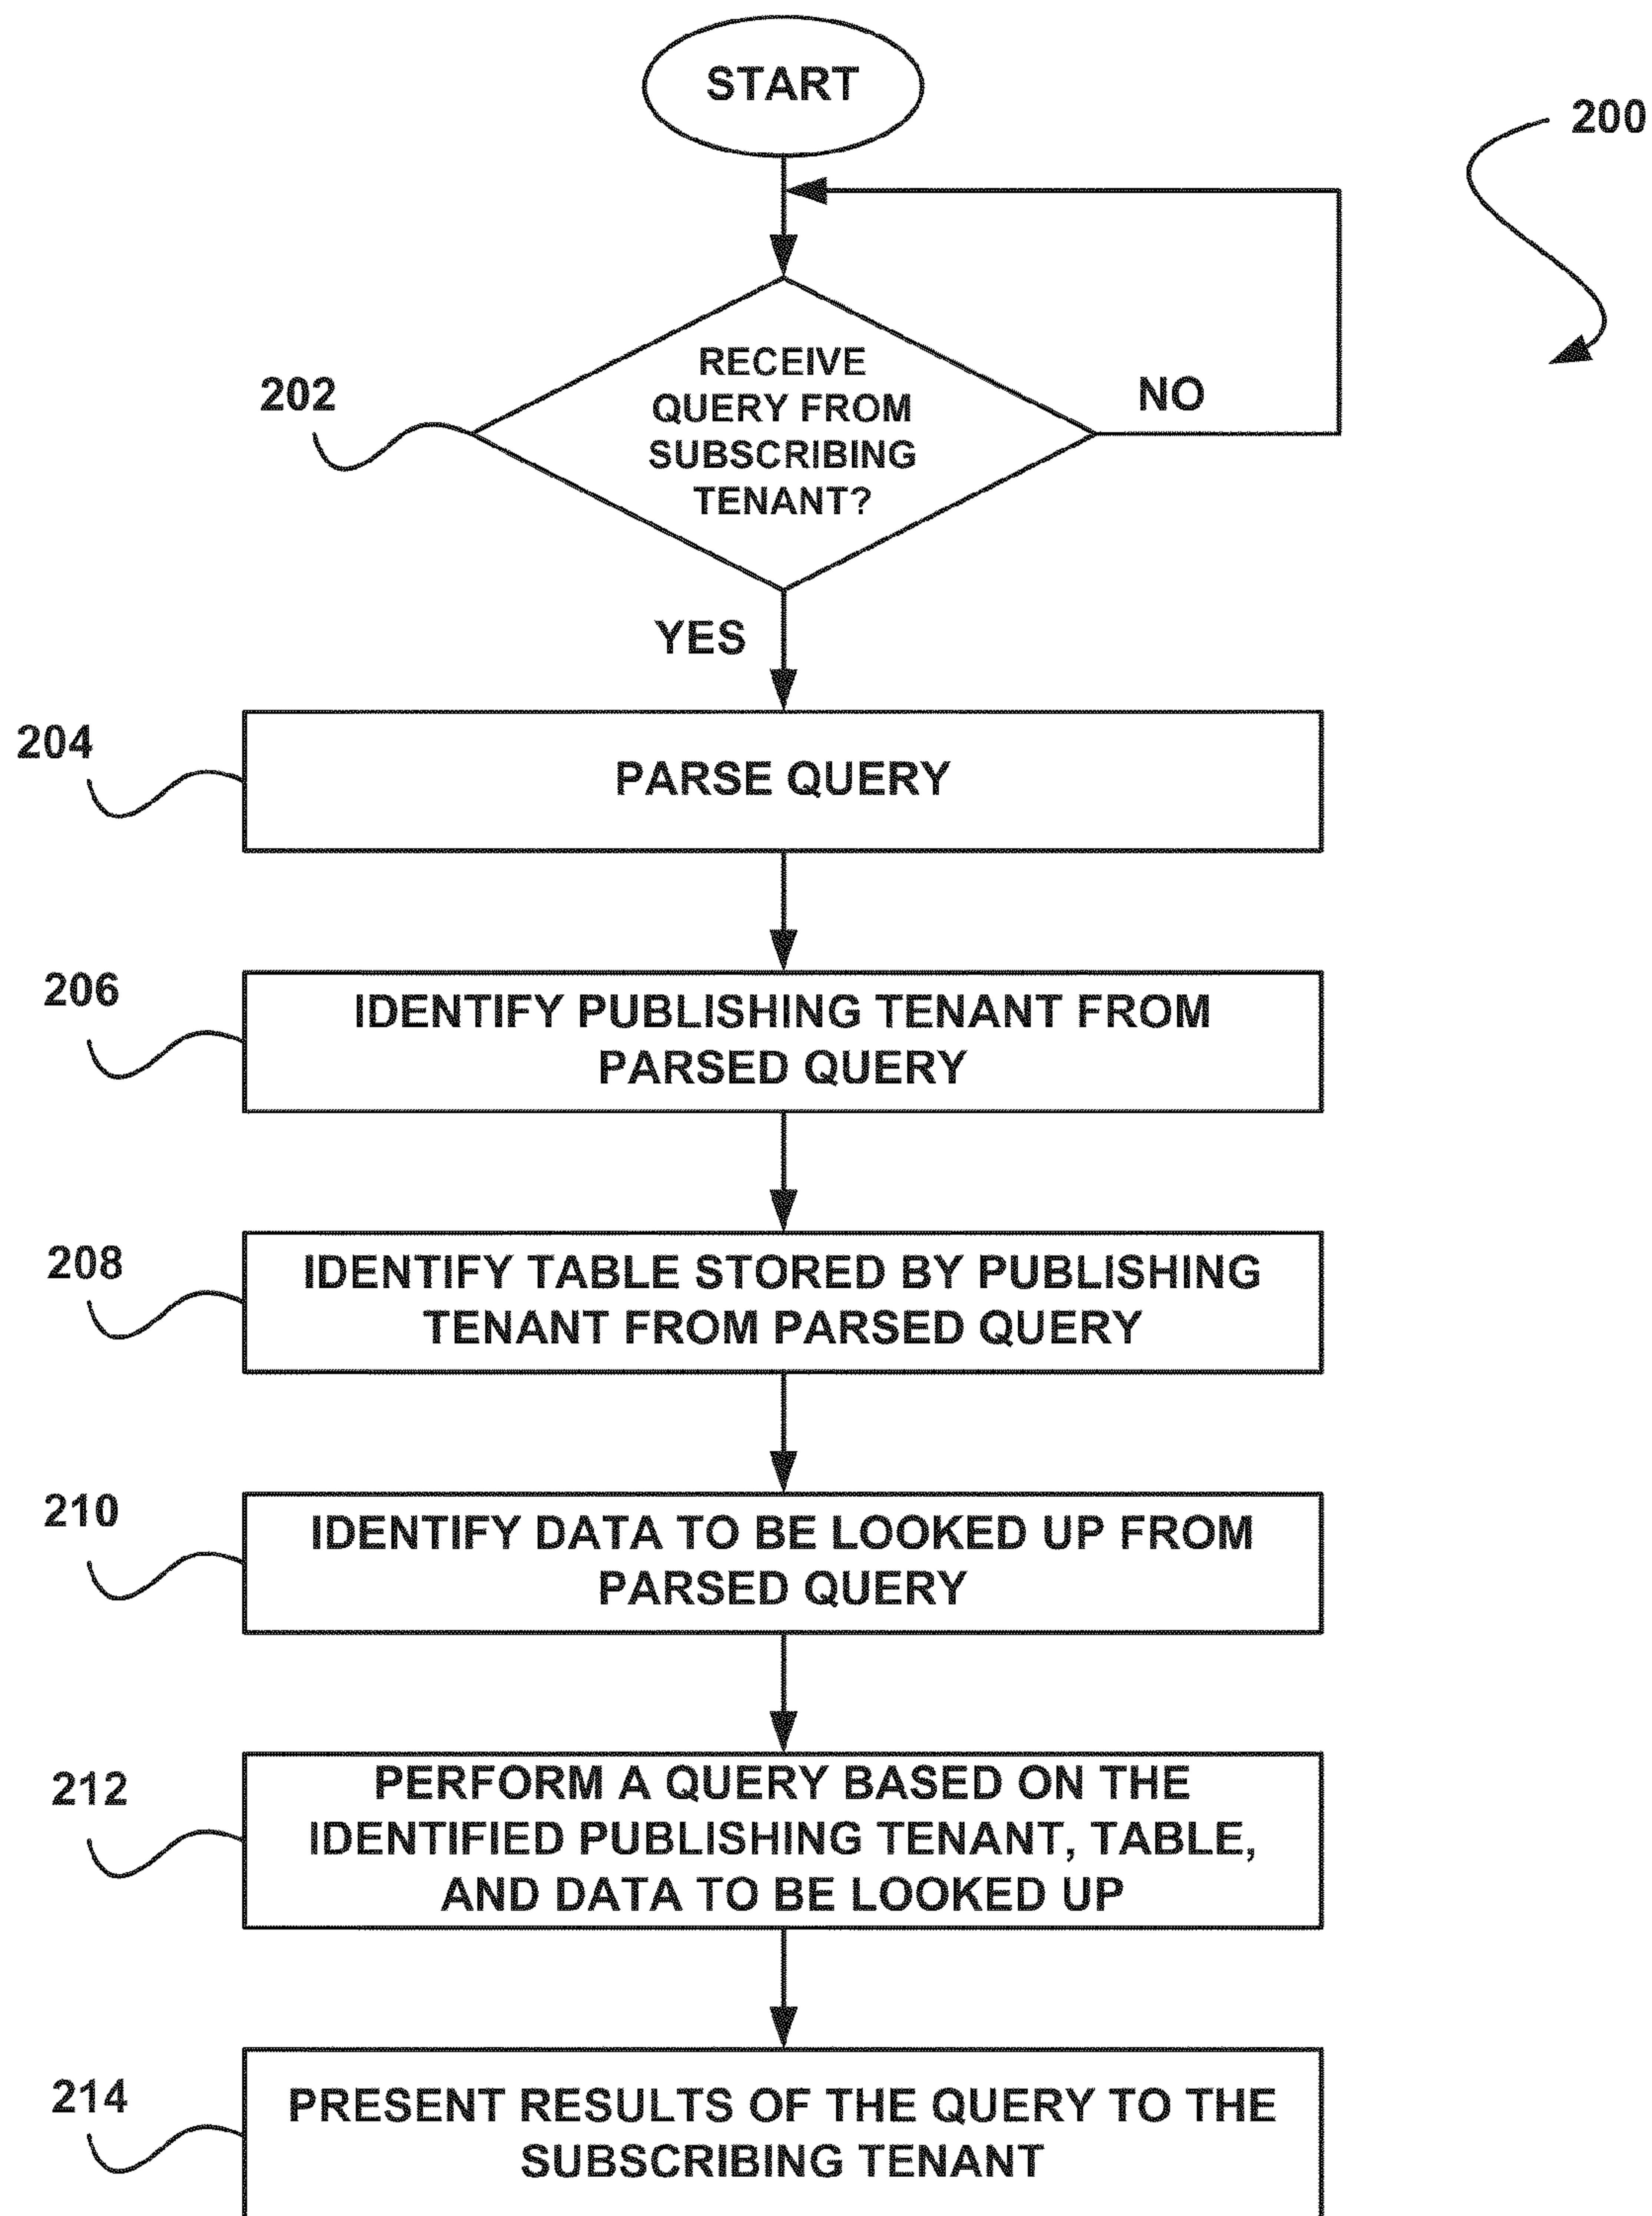 START
200
RECEIVE
QUERY FROM
SUBSCRIBING
TENANT?
202
NO
YES
204
PARSE QUERY
206
IDENTIFY PUBLISHING TENANT FROM
PARSED QUERY
208
IDENTIFY TABLE STORED BY PUBLISHING
TENANT FROM PARSED QUERY
210
IDENTIFY DATA TO BE LOOKED UP FROM
PARSED QUERY
212
PERFORM A QUERY BASED ON THE
IDENTIFIED PUBLISHING TENANT, TABLE,
AND DATA TO BE LOOKED UP
214
PRESENT RESULTS OF THE QUERY TO THE
SUBSCRIBING TENANT